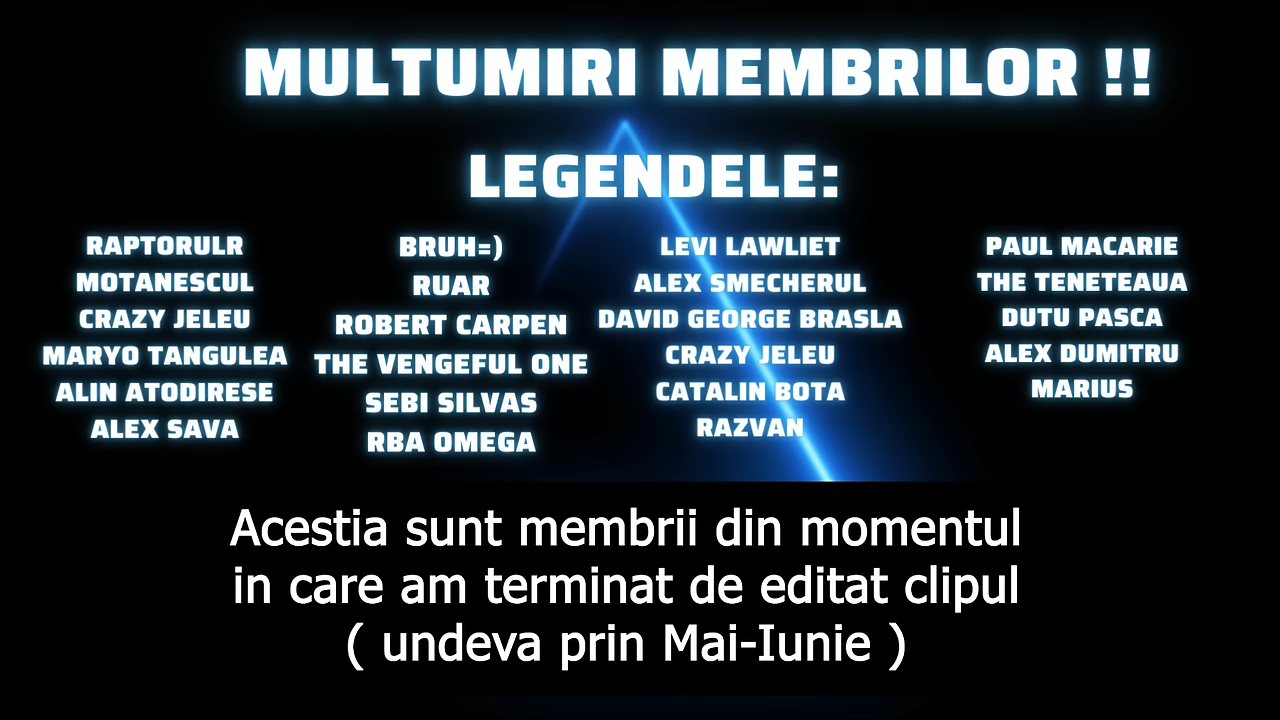 MULTUMIRI MEMBRILOR !!
LEGENDELE:
RAPTORULR
MOTANESCUL
CRAZY JELEU
MARYO TANGULEA
ALIN ATODIRESE
ALEX SAVA
BRUH=)
RUAR
ROBERT CARPEN
THE VENGEFUL ONE
SEBI SILVAS
RBA OMEGA
LEVI LAWLIET
ALEX SMECHERUL
DAVID GEORGE BRASLA
CRAZY JELEU
CATALIN BOTA
RAZVAN
PAUL MACARIE
THE TENETEAUA
DUTU PASCA
ALEX DUMITRU
MARIUS
Acestia sunt membrii din momentul
in care am terminat de editat clipul
( undeva prin Mai-Iunie )